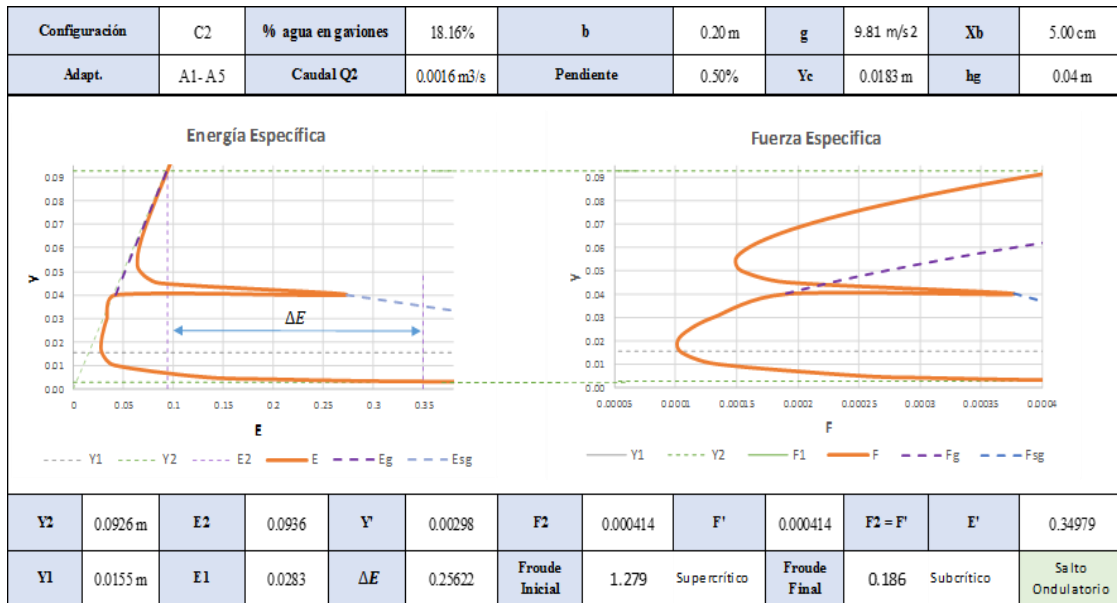 Configuración C2 % agua en gaviones 18.16% b 0.20 m g 9.81 m/s2 Xb 5.00 cm
Adapt. A1- A5 Caudal Q2 0.0016 m3/s Pendiente 0.50% Yc 0.0183 m hg 0.04 m
Energía Específica
0.09
0.08
0.07
0.06
0.05
0.04
0.03
0.02
0.01
0.00
y
ΔE
0 0.05 0.1 0.15 0.2 0.25 0.3 0.35
E
Y1 Y2 E2 E Eg Esg
Fuerza Especifica
0.09
0.08
0.07
0.06
0.05
0.04
0.03
0.02
0.01
0.00
y
0.00005 0.0001 0.00015 0.0002 0.00025 0.0003 0.00035 0.0004
F
Y1 Y2 F1 F Fg Fsg
Y2 0.0926 m E2 0.0936 Y' 0.00298 F2 0.000414 F' 0.000414 F2 = F' E' 0.34979
Y1 0.0155 m E1 0.0283 ΔE 0.25622 Froude Inicial 1.279 Supercrítico Froude Final 0.186 Subcrítico Salto Ondulatorio